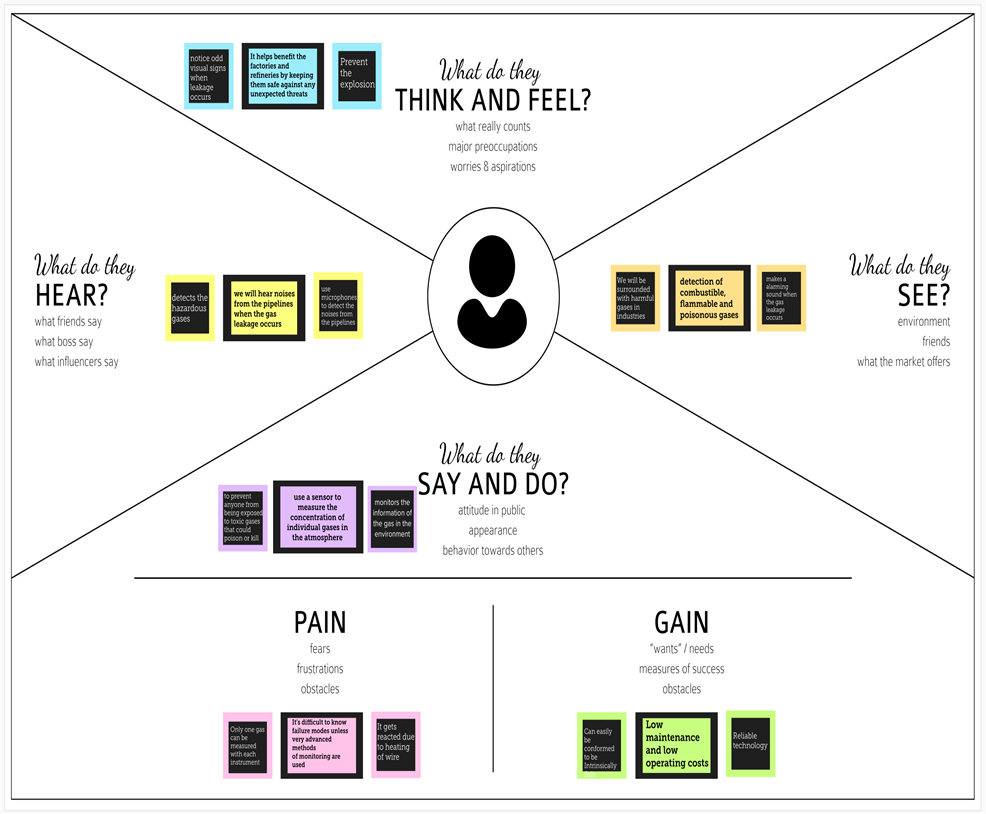 notice odd
visual signs
when
leakage
occurs
It helps benefit the
factories and
refineries by keeping
them safe against any
unexpected threats
Prevent
the
explosion
What do they
THINK AND FEEL?
what really counts
major preoccupations
worries & aspirations
What do they
HEAR?
what friends say
what boss say
what influencers say
detects the
hazardous
gases
we will hear noises
from the pipelines
when the gas
leakage occurs
use
microphones
to detect the
noises from
the pipelines
We will be
surrounded
with harmful
gases in
industries
detection of
combustible,
flammable and
poisonous gases
makes a
alarming
sound when
the gas
leakage
occurs
What do they
SEE?
environment
friends
what the market offers
What do they
SAY AND DO?
attitude in public
appearance
behavior towards others
to prevent
anyone from
being exposed
to toxic gases
that could
poison or kill
use a sensor to
measure the
concentration of
individual gases in
the atmosphere
monitors the
information of
the gas in the
environment
PAIN
fears
frustrations
obstacles
Only one gas
can be
measured
with each
instrument
It's difficult to know
failure modes unless
very advanced
methods
of monitoring are
used
It gets
reacted due
to heating
of wire
GAIN
"wants" / needs
measures of success
obstacles
Can easily
be
conformed
to be
Intrinsically
Low
maintenance
and low
operating costs
Reliable
technology